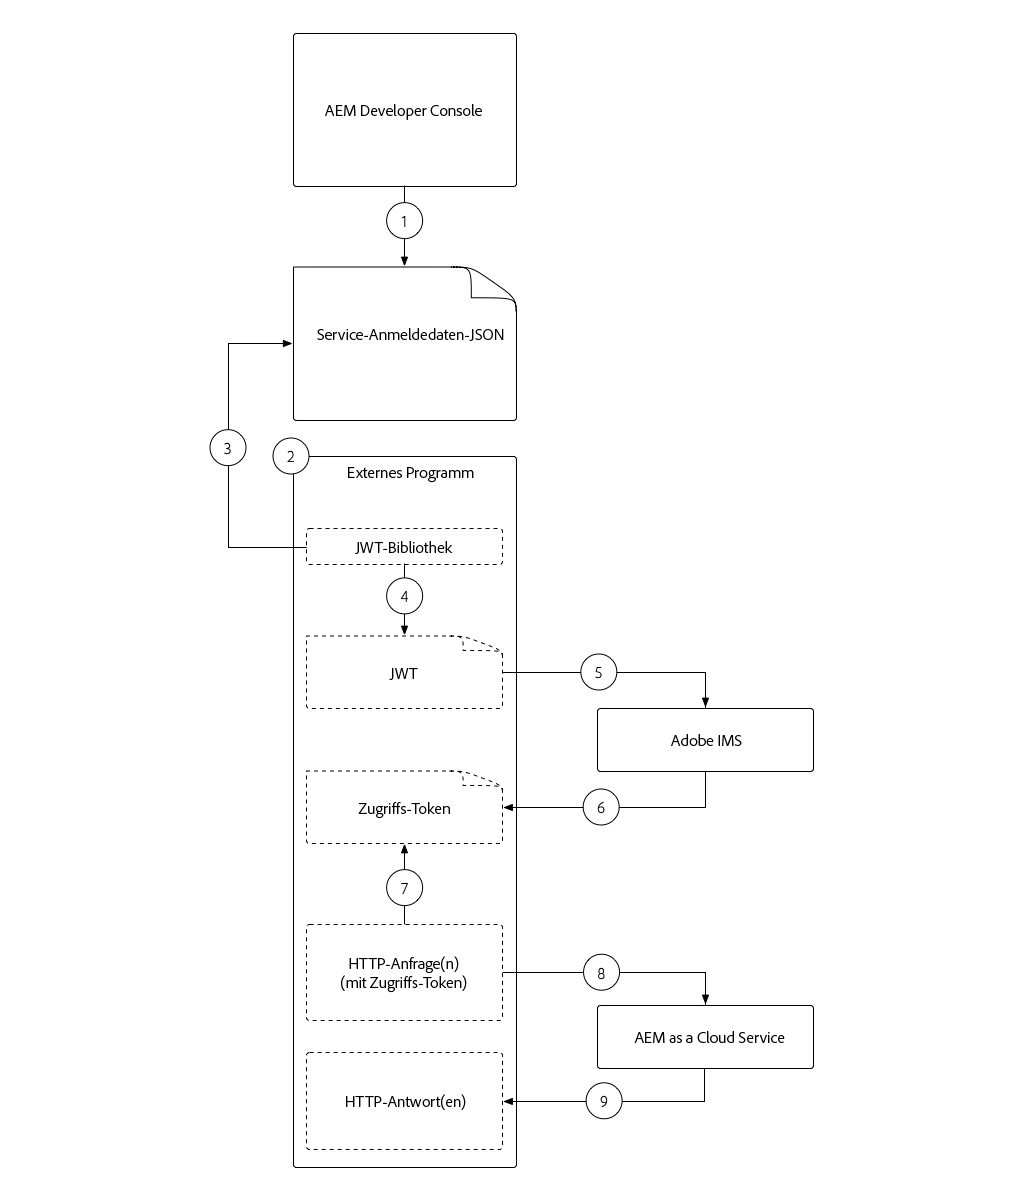 AEM Developer Console
1
Service-Anmeldedaten-JSON
3
2
Externes Programm
JWT-Bibliothek
4
JWT
5
Adobe IMS
Zugriffs-Token
6
7
HTTP-Anfrage(n)
(mit Zugriffs-Token)
8
AEM as a Cloud Service
HTTP-Antwort(en)
9